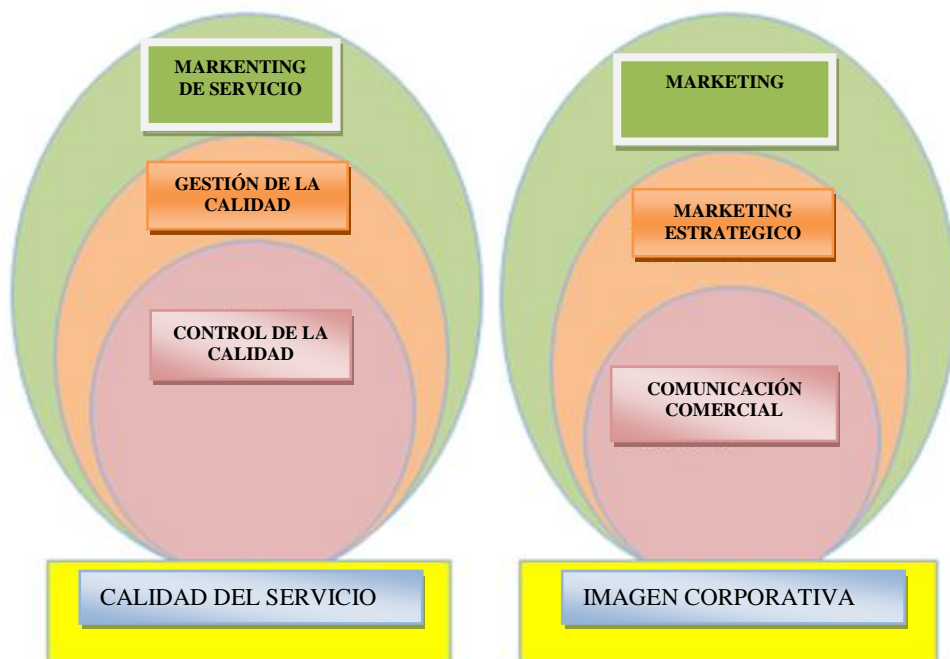 MARKENTING
DE SERVICIO
GESTIÓN DE LA
CALIDAD
CONTROL DE LA
CALIDAD
CALIDAD DEL SERVICIO
MARKETING
MARKETING
ESTRATEGICO
COMUNICACIÓN
COMERCIAL
IMAGEN CORPORATIVA